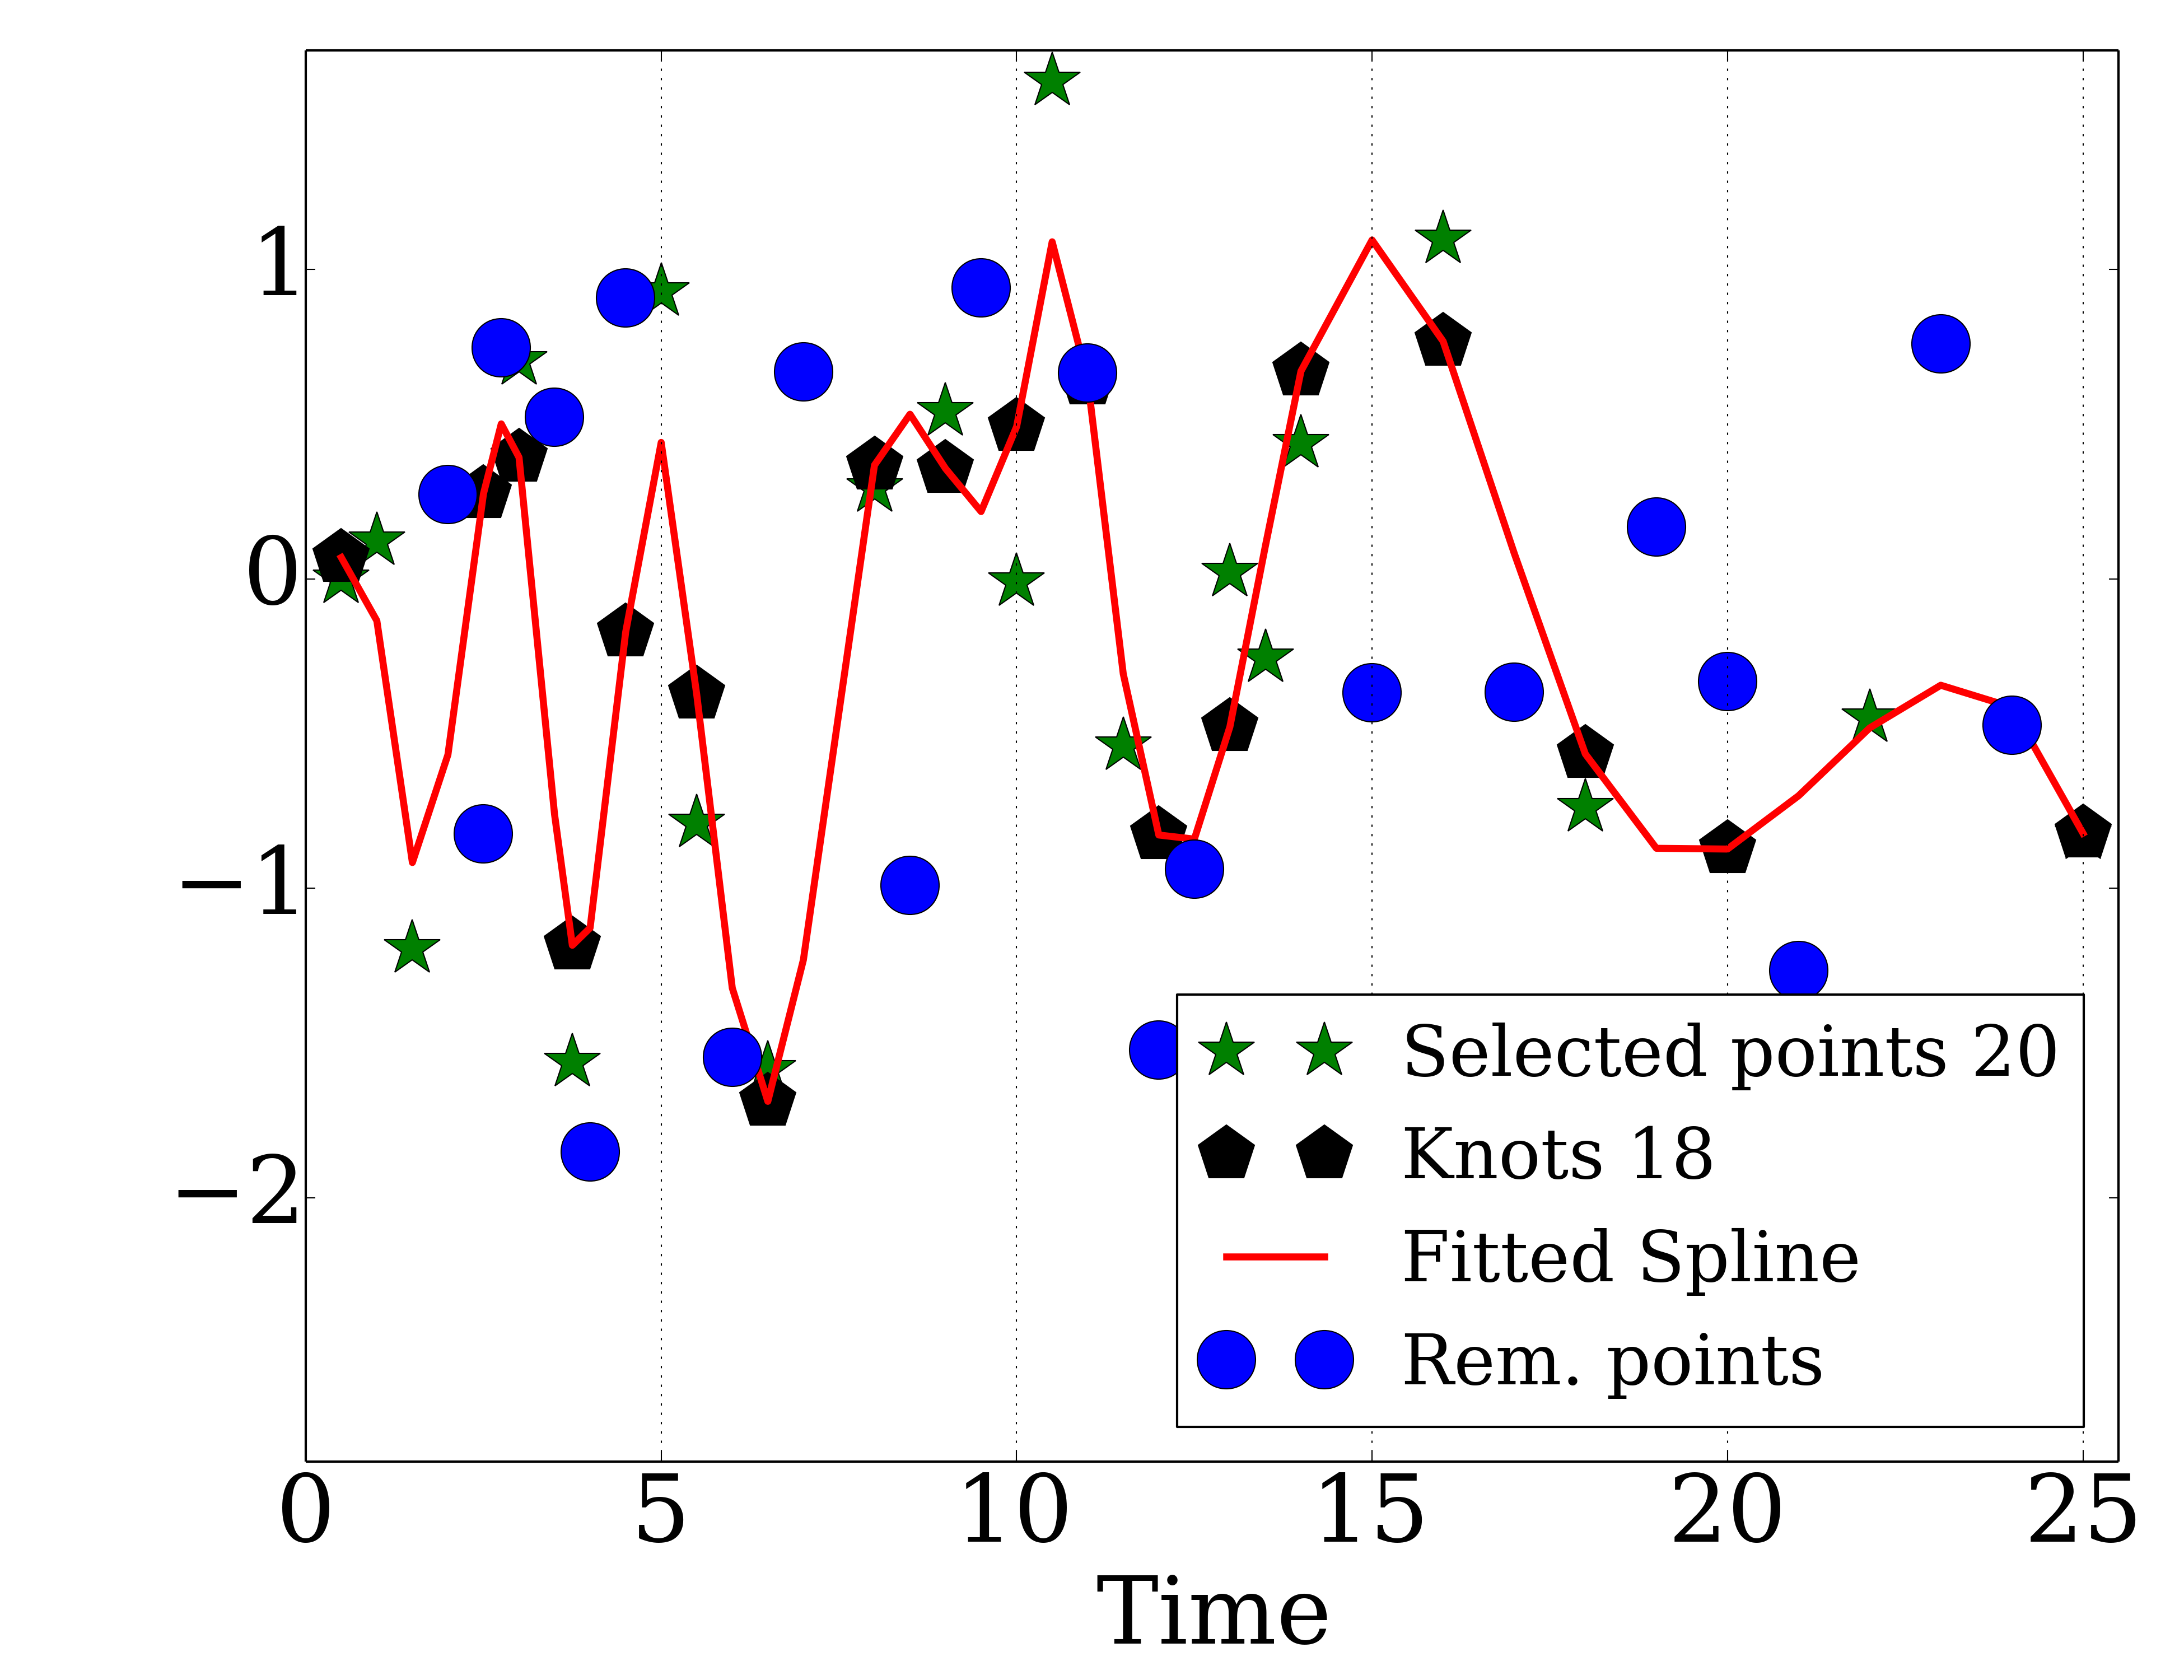 1
0
−1
−2
Selected points 20
Knots 18
Fitted Spline
Rem. points
0 5 10 15 20 25
Time